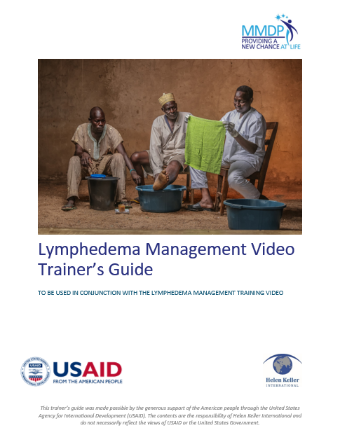 MMDP
PROVIDING A
NEW CHANCE AT LIFE
Lymphedema Management Video
Trainer's Guide
TO BE USED IN CONJUNCTION WITH THE LYMPHEDEMA MANAGEMENT TRAINING VIDEO
USAID
USAID
FROM THE AMERICAN PEOPLE
Helen Keller
INTERNATIONAL
This trainer's guide was made possible by the generous support of the American people through the United States
Agency for International Development (USAID). The contents are the responsibility of Helen Keller International and
do not necessarily reflect the views of USAID or the United States Government.